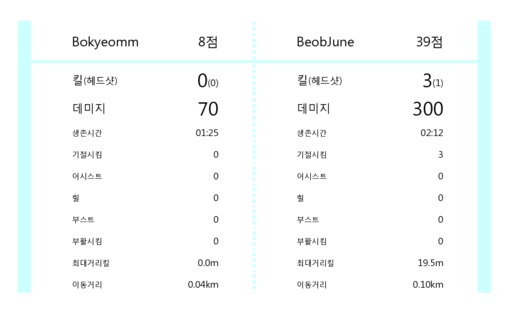 Bokyeomm 8점 BeobJune 39점
킬(헤드샷) 0(0) 킬(헤드샷) 3(1)
데미지 70 데미지 300
생존시간 01:25 생존시간 02:12
기절시킴 0 기절시킴 3
어시스트 0 어시스트 0
힐 0 힐 0
부스트 0 부스트 0
부활시킴 0 부활시킴 0
최대거리킬 0.0m 최대거리킬 19.5m
이동거리 0.04km 이동거리 0.10km